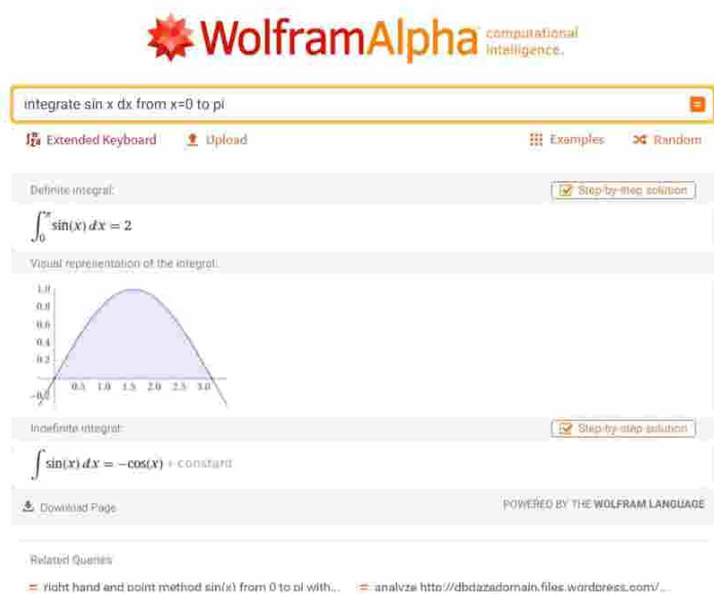 WolframAlpha computational intelligence.
integrate sin x dx from x=0 to pi
Extended Keyboard Upload Examples Random
Definite integral: Step-by-step solution
∫₀^π sin(x) dx = 2
Visual representation of the integral:
1.0
0.8
0.6
0.4
0.2
0.5 1.0 1.5 2.0 2.5 3.0
-0.2
Indefinite integral: Step-by-step solution
∫ sin(x) dx = -cos(x) + constant
Download Page POWERED BY THE WOLFRAM LANGUAGE
Related Queries
= right hand end point method sin(x) from 0 to pi with... = analyze http://dbdazedomain.files.wordpress.com/...